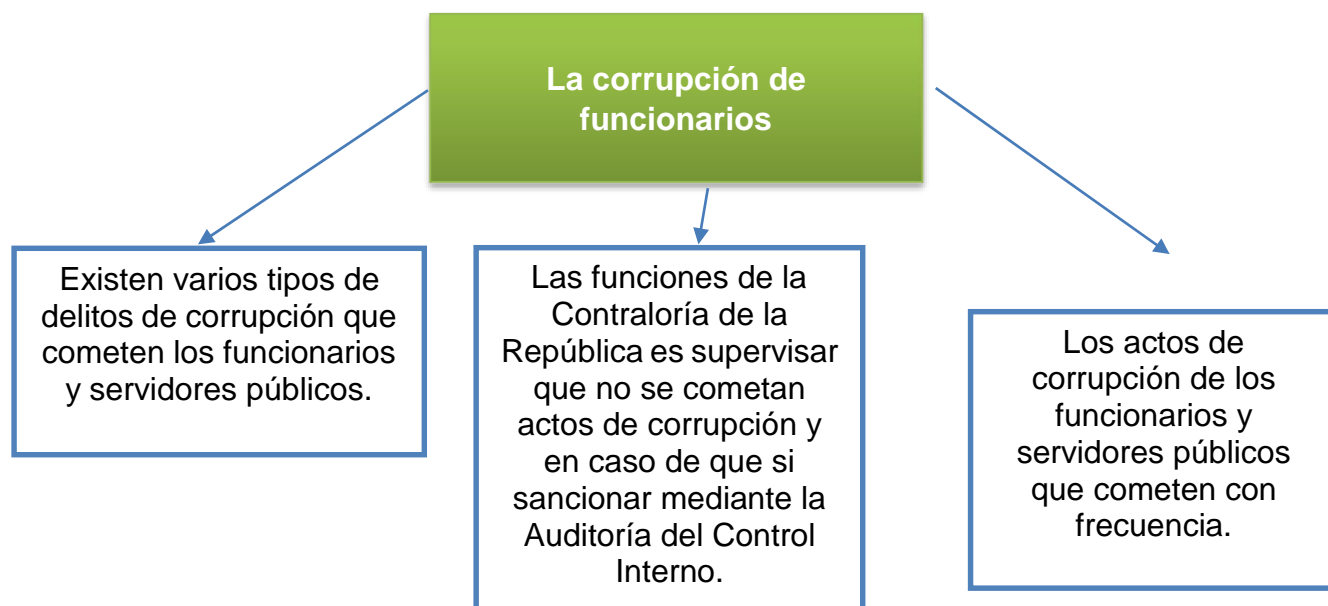 La corrupción de
funcionarios
Existen varios tipos de
delitos de corrupción que
cometen los funcionarios
y servidores públicos.
Las funciones de la
Contraloría de la
República es supervisar
que no se cometan
actos de corrupción y
en caso de que si
sancionar mediante la
Auditoría del Control
Interno.
Los actos de
corrupción de los
funcionarios y
servidores públicos
que cometen con
frecuencia.